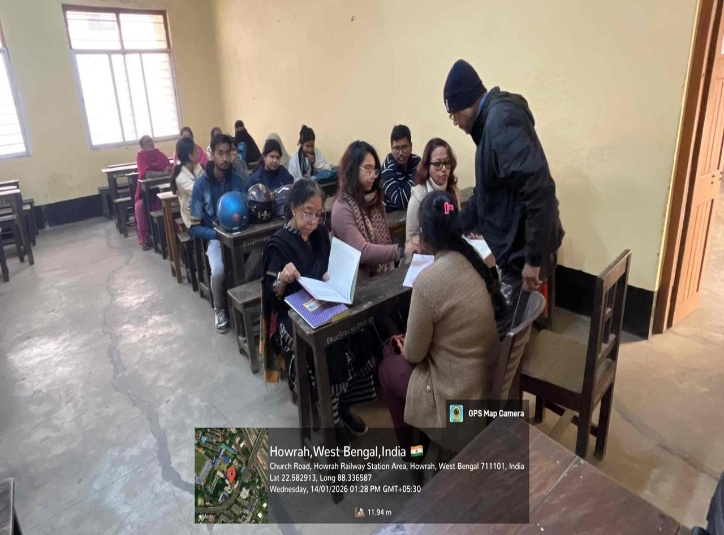 GPS Map Camera
Howrah,West Bengal,India 🇮🇳
Church Road, Howrah Railway Station Area, Howrah, West Bengal 711101, India
Lat 22.582913, Long 88.336587
Wednesday, 14/01/2026 01:28 PM GMT+05:30
11.94 m